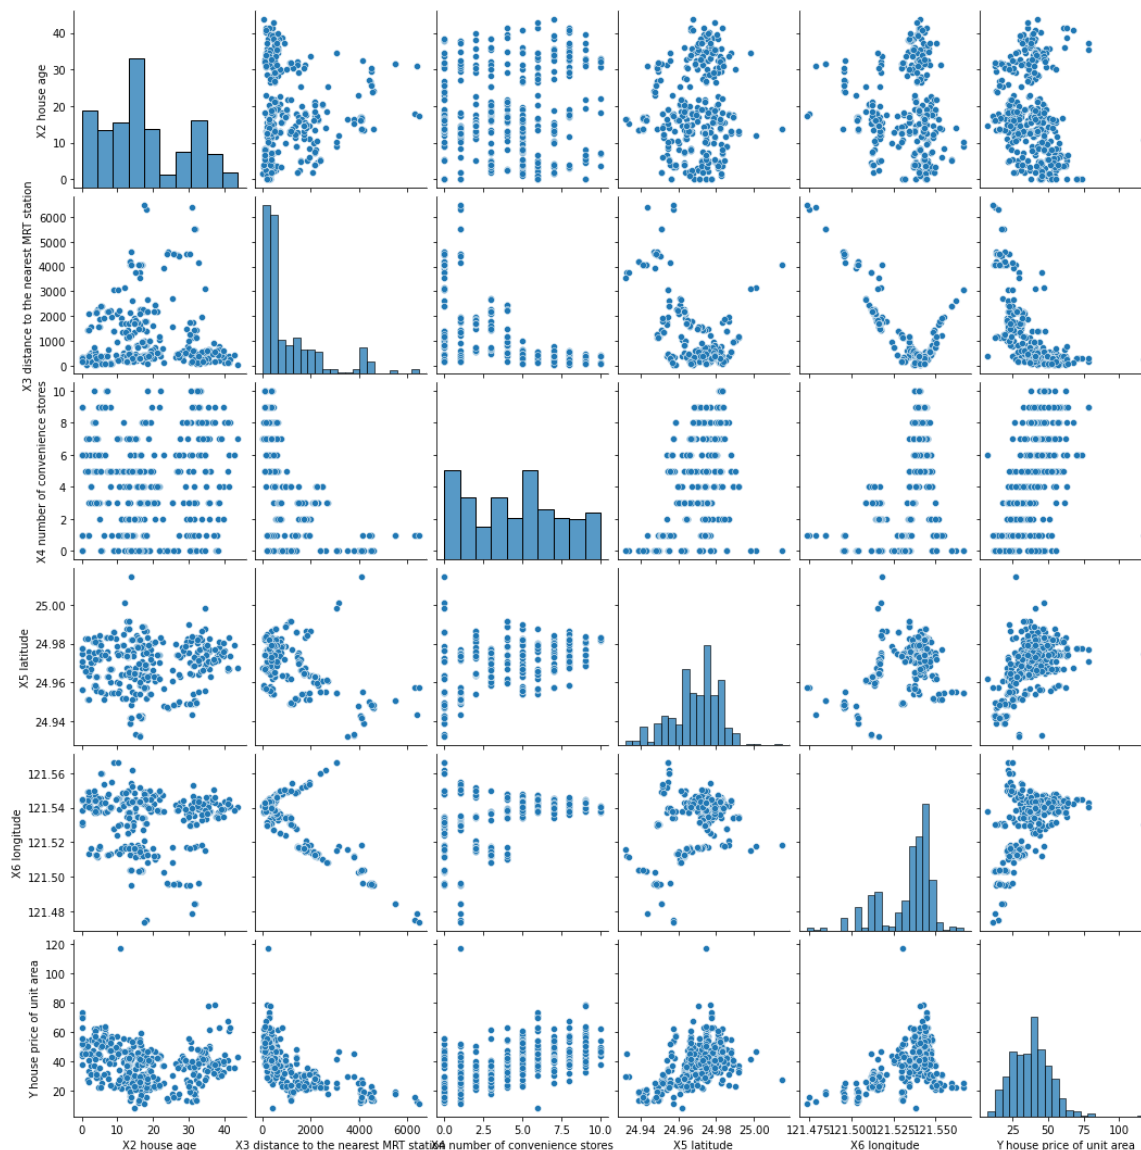 X2 house age
40
30
20
10
0
X3 distance to the nearest MRT station
6000
5000
4000
3000
2000
1000
0
X4 number of convenience stores
10
8
6
4
2
0
X5 latitude
25.00
24.98
24.96
24.94
X6 longitude
121.56
121.54
121.52
121.50
121.48
Y house price of unit area
120
100
80
60
40
20
0 10 20 30 40
0 2000 4000 6000
0.0 2.5 5.0 7.5 10.0
24.94 24.96 24.98 25.00
121.475 121.500 121.525 121.550
25 50 75 100
X2 house age
X3 distance to the nearest MRT station
X4 number of convenience stores
X5 latitude
X6 longitude
Y house price of unit area